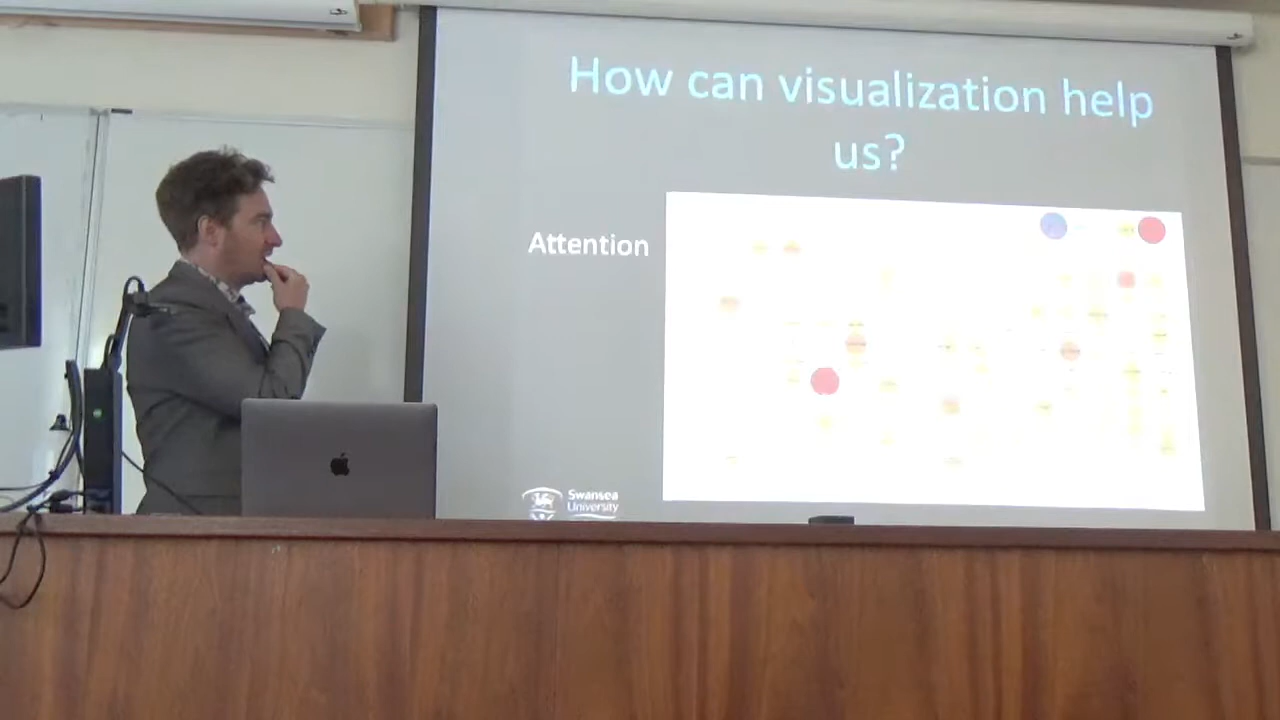 How can visualization help
us?
Attention
Swansea
University